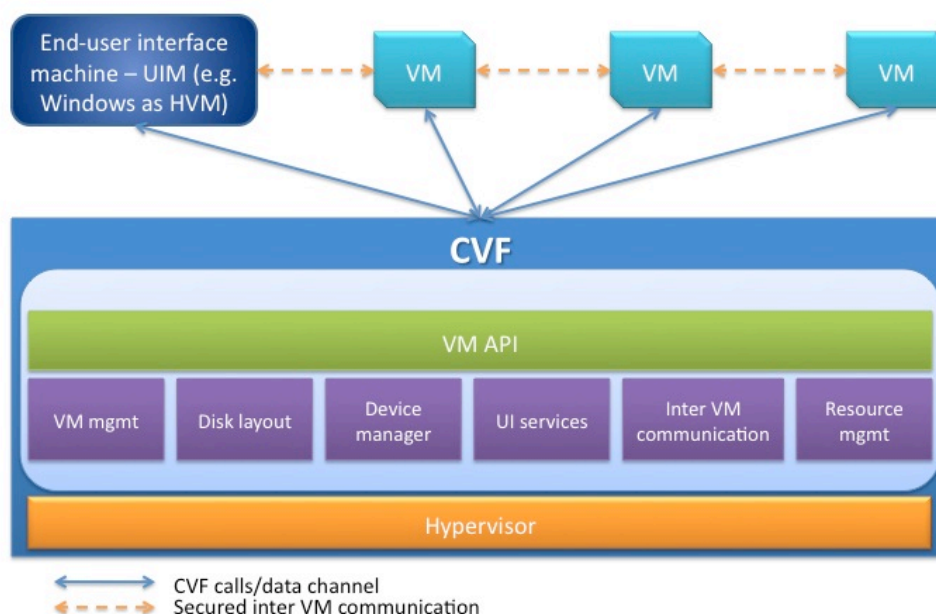 End-user interface
machine – UIM (e.g.
Windows as HVM)
VM
VM
VM
CVF
VM API
VM mgmt
Disk layout
Device
manager
UI services
Inter VM
communication
Resource
mgmt
Hypervisor
CVF calls/data channel
Secured inter VM communication